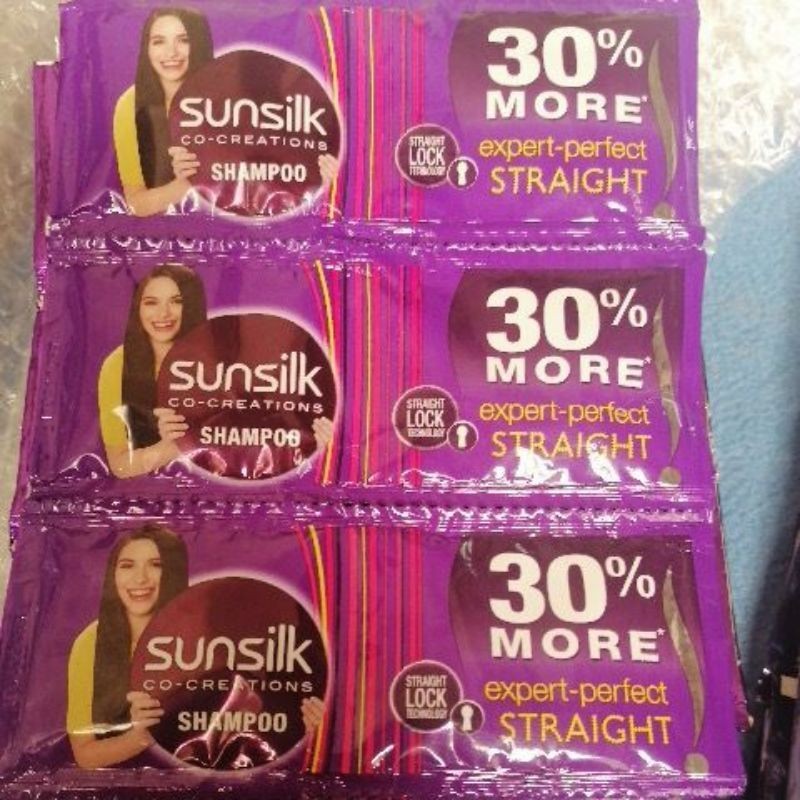 sunsilk
CO-CREATIONS
SHAMPOO
30%
MORE*
STRAIGHT
LOCK
TECHNOLOGY
expert-perfect
STRAIGHT
sunsilk
CO-CREATIONS
SHAMPOO
30%
MORE*
STRAIGHT
LOCK
TECHNOLOGY
expert-perfect
STRAIGHT
sunsilk
CO-CREATIONS
SHAMPOO
30%
MORE*
STRAIGHT
LOCK
TECHNOLOGY
expert-perfect
STRAIGHT